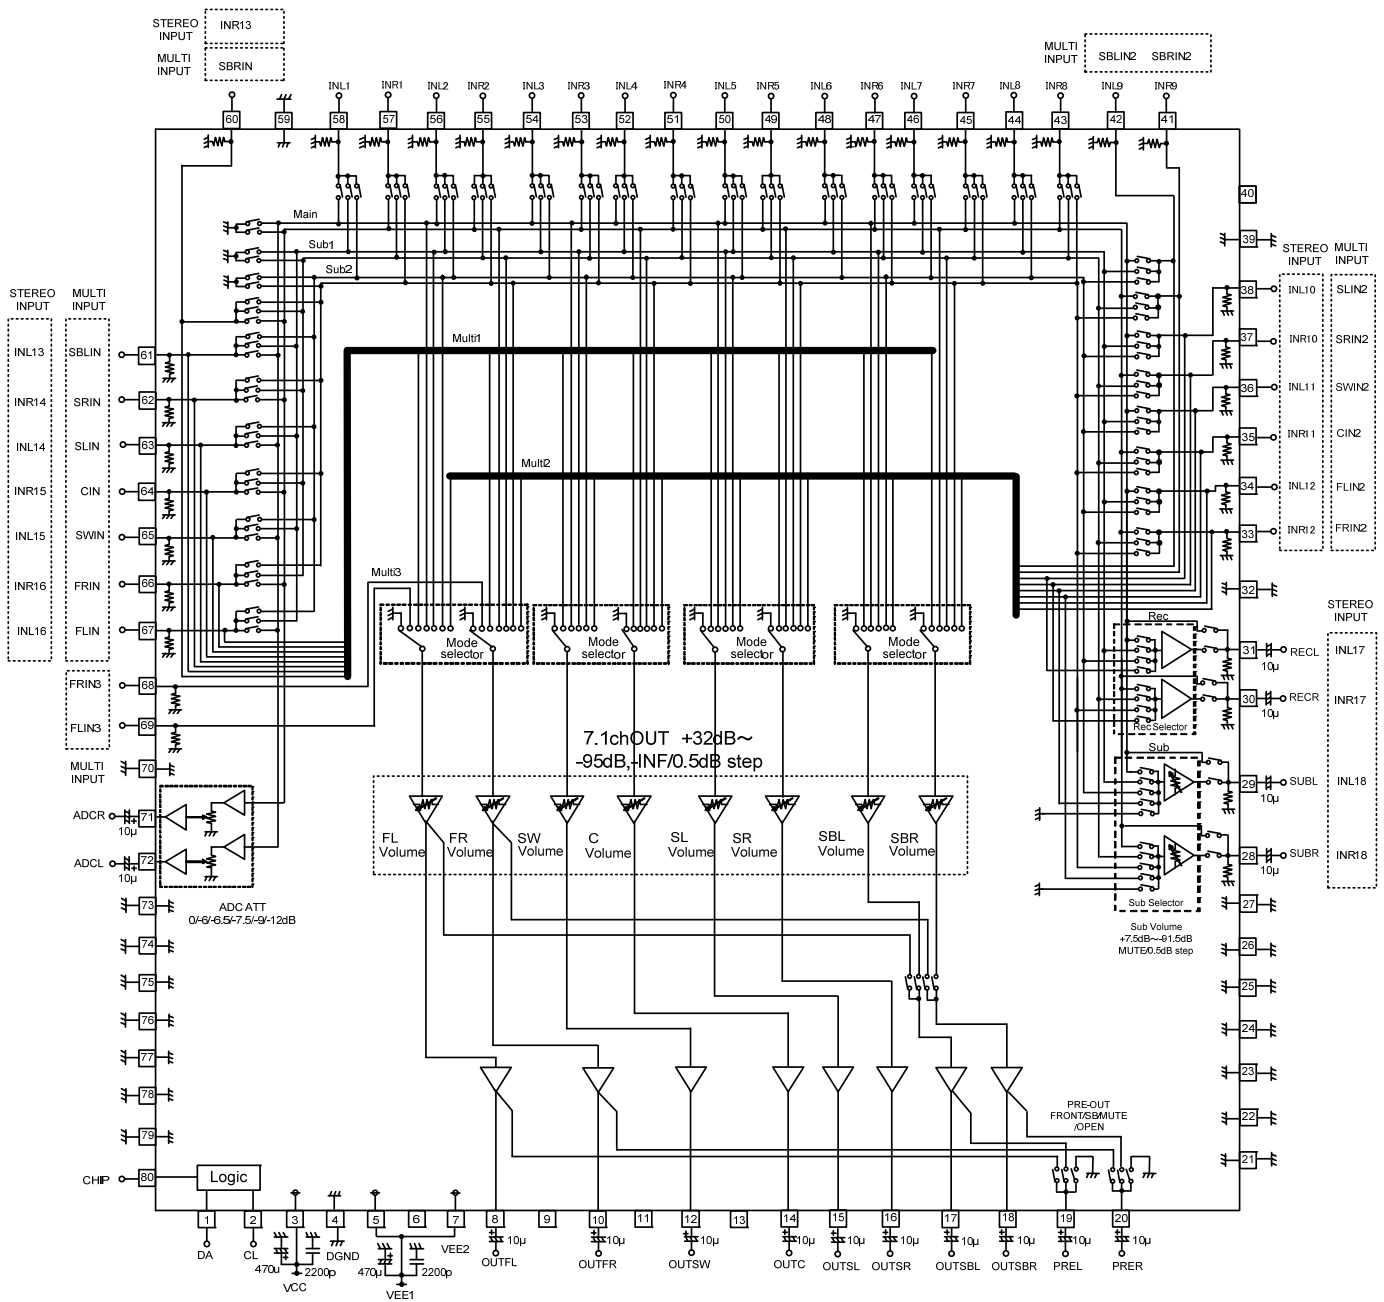 STEREO INPUT
INR13
MULTI INPUT
SBRIN
MULTI INPUT
SBLIN2 SBRIN2
INL1 INR1 INL2 INR2 INL3 INR3 INL4 INR4 INL5 INR5 INL6 INR6 INL7 INR7 INL8 INR8 INL9 INR9
60 59 58 57 56 55 54 53 52 51 50 49 48 47 46 45 44 43 42 41
Main
Sub1
Sub2
Multi1
Multi2
Multi3
STEREO INPUT
MULTI INPUT
INL13 SBLIN 61
INR14 SRIN 62
INL14 SLIN 63
INR15 CIN 64
INL15 SWIN 65
INR16 FRIN 66
INL16 FLIN 67
FRIN3 68
FLIN3 69
MULTI INPUT
70
ADCR 10μ 71
ADCL 10μ 72
ADC ATT
0/-6/-6.5/-7.5/-9/-12dB
73
74
75
76
77
78
79
CHIP 80
Logic
40
39
STEREO INPUT
MULTI INPUT
38 INL10 SLIN2
37 INR10 SRIN2
36 INL11 SWIN2
35 INR11 CIN2
34 INL12 FLIN2
33 INR12 FRIN2
32
STEREO INPUT
Rec
31 10μ RECL INL17
30 10μ RECR INR17
Rec Selector
Sub
29 10μ SUBL INL18
28 10μ SUBR INR18
Sub Selector
Sub Volume
+7.5dB～-91.5dB
MUTE/0.5dB step
27
26
25
24
23
22
21
Mode selector
Mode selector
Mode selector
Mode selector
7.1chOUT +32dB～
-95dB,-INF/0.5dB step
FL Volume
FR Volume
SW Volume
C Volume
SL Volume
SR Volume
SBL Volume
SBR Volume
PRE-OUT
FRONT/SB/MUTE
/OPEN
1 2 3 4 5 6 7 8 9 10 11 12 13 14 15 16 17 18 19 20
DA
CL
470μ
2200p
VCC
DGND
470μ
2200p
VEE1
VEE2
10μ 10μ 10μ 10μ 10μ 10μ 10μ 10μ 10μ 10μ
OUTFL OUTFR OUTSW OUTC OUTSL OUTSR OUTSBL OUTSBR PREL PRER